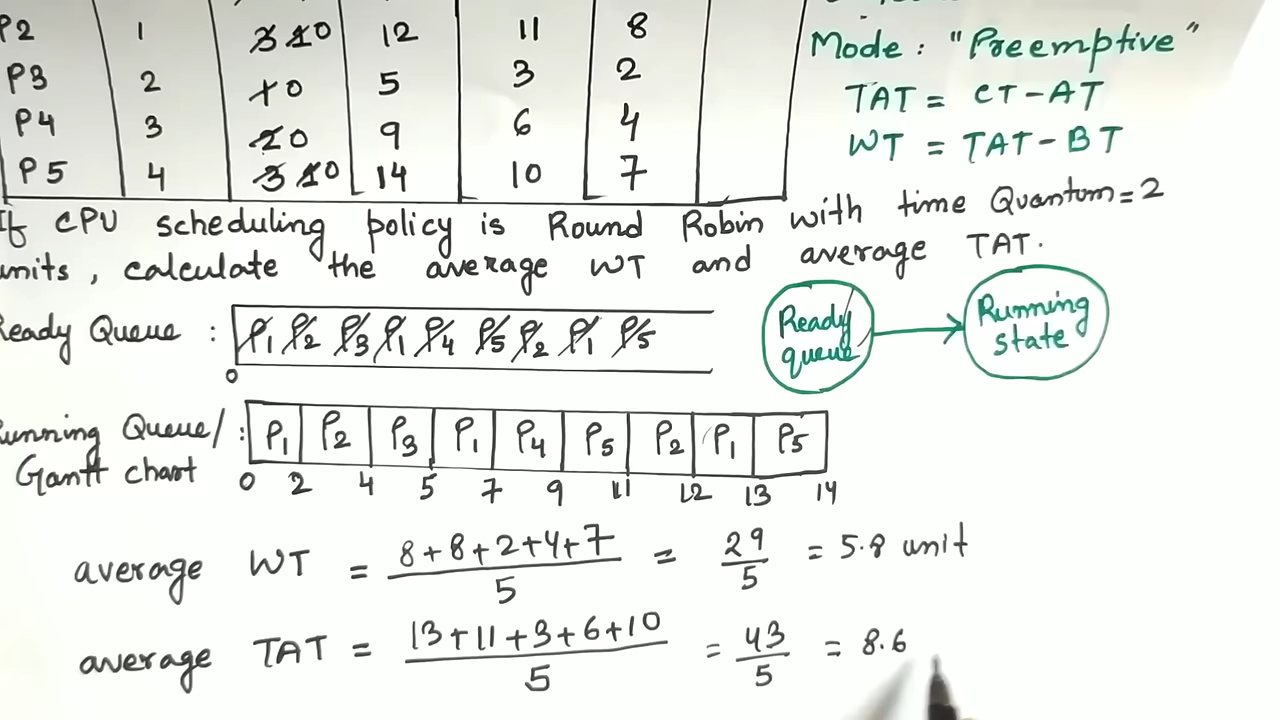 P2 1 3 1 0 12 11 8
P3 2 1 0 5 3 2
P4 3 2 0 9 6 4
P5 4 3 1 0 14 10 7
Mode: "Preemptive"
TAT = CT-AT
WT = TAT-BT
If CPU scheduling policy is Round Robin with time Quantum=2
units, calculate the average WT and average TAT.
Ready Queue : P1 P2 P3 P1 P4 P5 P2 P1 P5
0
Ready queue
Running state
Running Queue/ : P1 P2 P3 P1 P4 P5 P2 P1 P5
Gantt chart 0 2 4 5 7 9 11 12 13 14
average WT = 8+8+2+4+7 / 5 = 29/5 = 5.8 unit
average TAT = 13+11+3+6+10 / 5 = 43/5 = 8.6